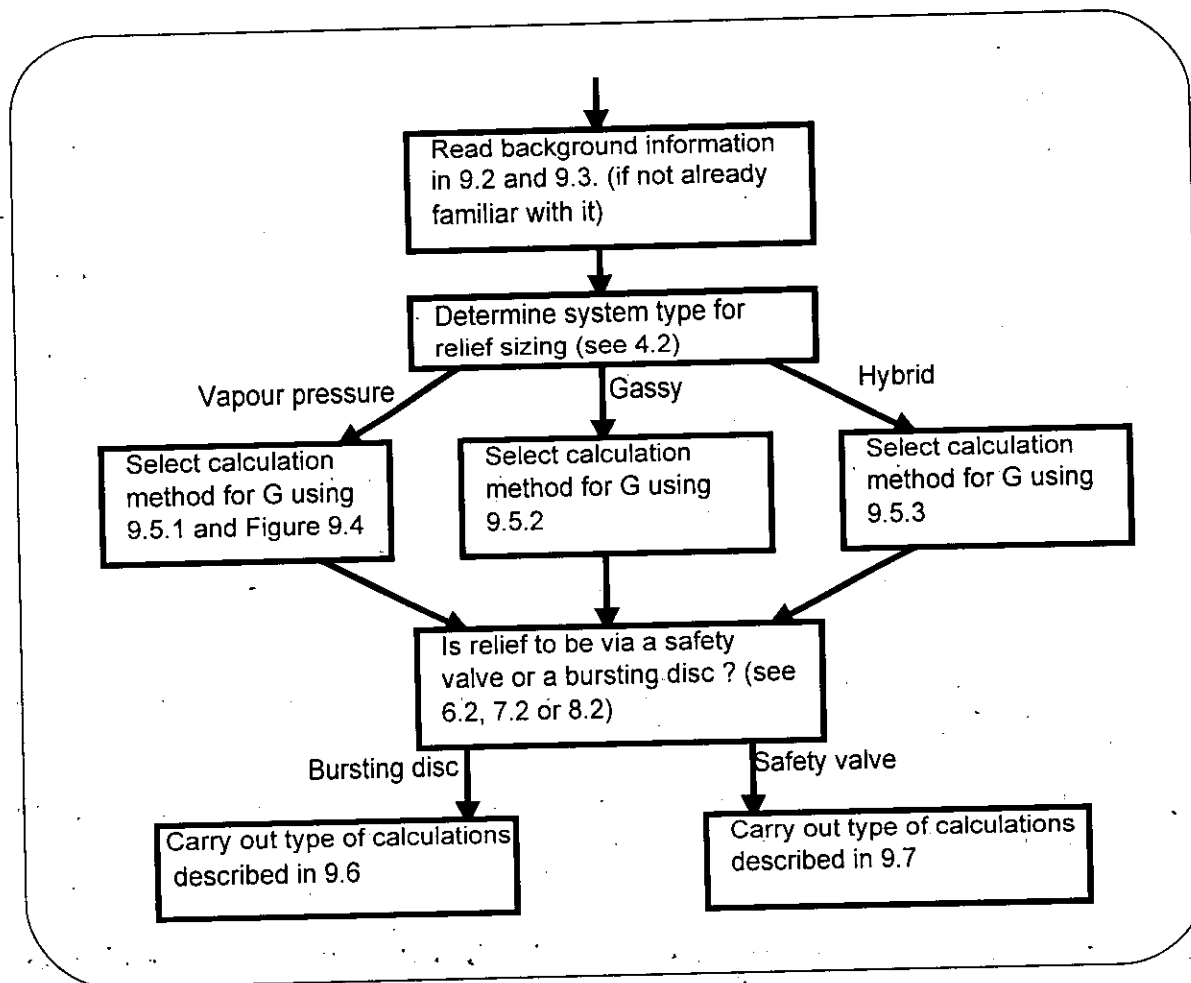 Read background information
in 9.2 and 9.3. (if not already
familiar with it)
Determine system type for
relief sizing (see 4.2)
Vapour pressure
Gassy
Hybrid
Select calculation
method for G using
9.5.1 and Figure 9.4
Select calculation
method for G using
9.5.2
Select calculation
method for G using
9.5.3
Is relief to be via a safety
valve or a bursting disc ? (see
6.2, 7.2 or 8.2)
Bursting disc
Safety valve
Carry out type of calculations
described in 9.6
Carry out type of calculations
described in 9.7